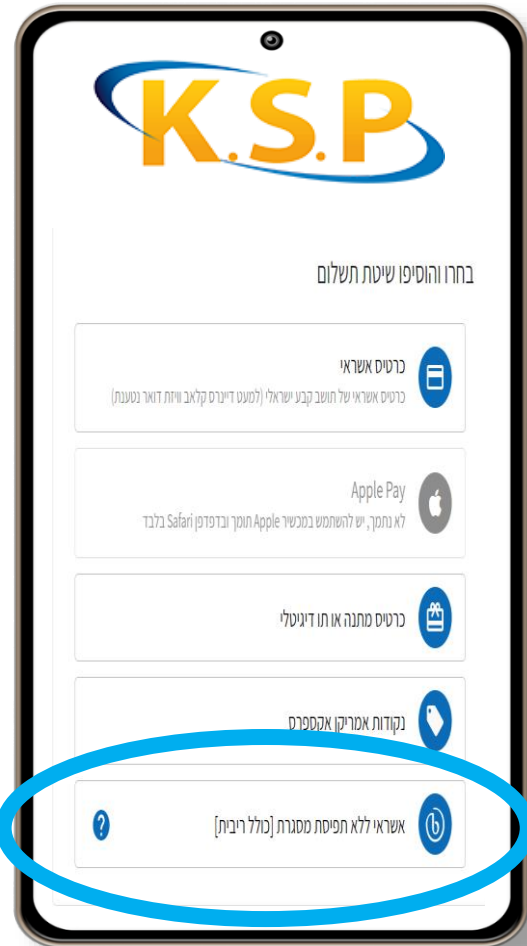 K.S.P
בחרו והוסיפו שיטת תשלום
כרטיס אשראי
כרטיס אשראי של תושב קבע ישראלי (למעט דיינרס קלאב וויזת דואר נטענת)
Apple Pay
לא נתמך, יש להשתמש במכשיר Apple תומך ובדפדפן Safari בלבד
כרטיס מתנה או תו דיגיטלי
נקודות אמריקן אקספרס
אשראי ללא תפיסת מסגרת [כולל ריבית]
?